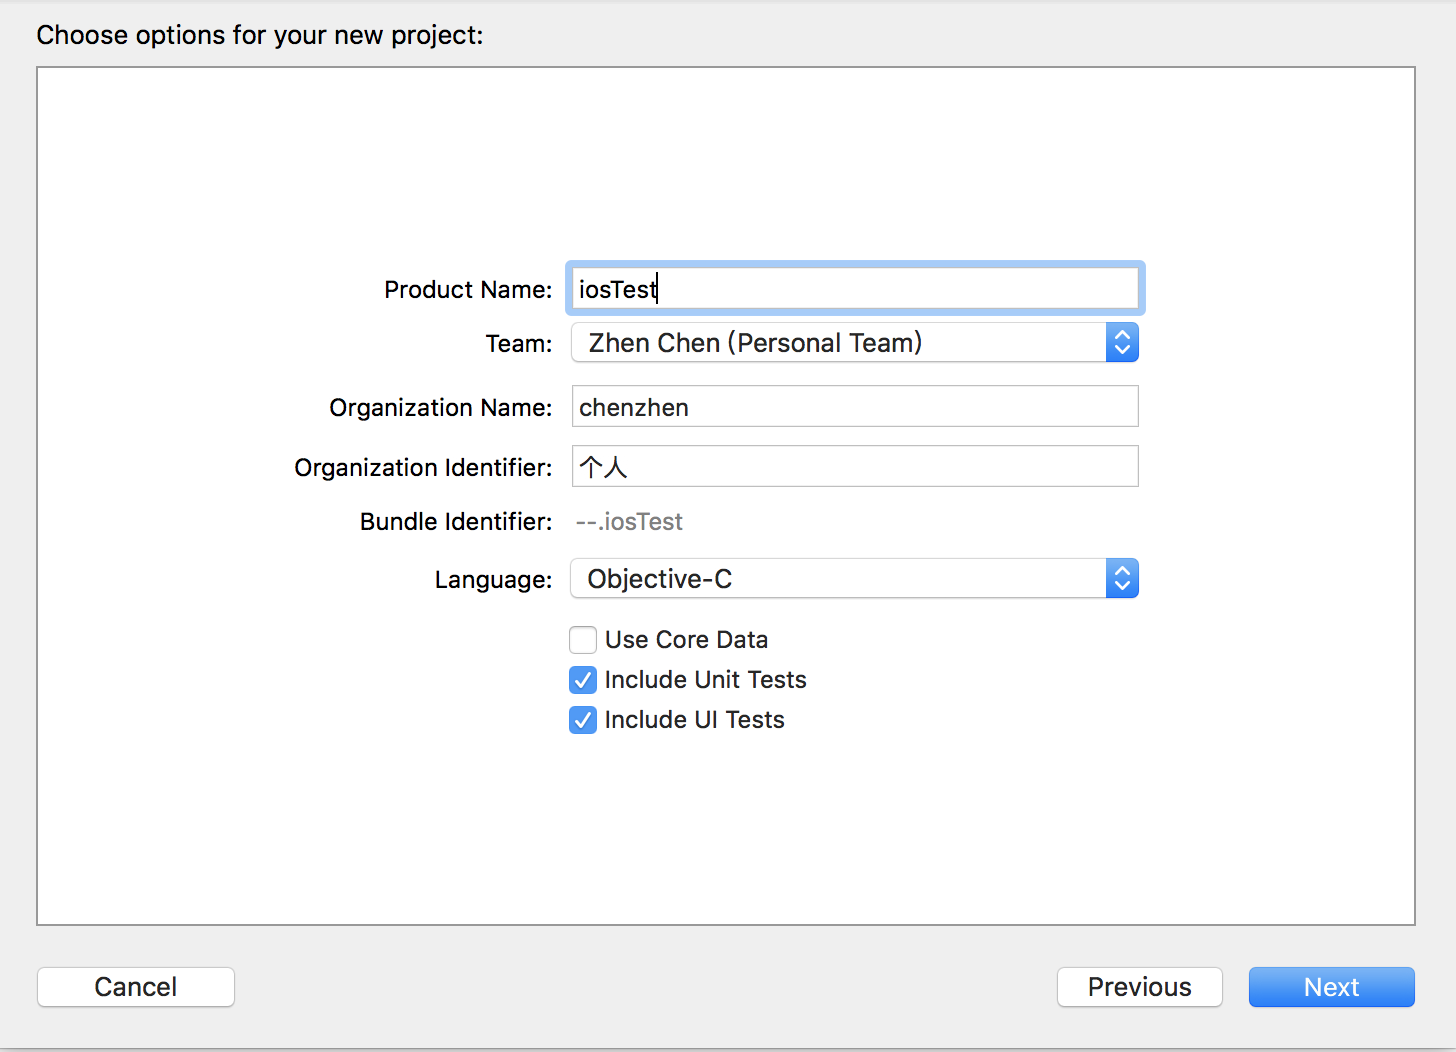 Choose options for your new project:
Product Name: iosTest
Team: Zhen Chen (Personal Team)
Organization Name: chenzhen
Organization Identifier: 个人
Bundle Identifier: --.iosTest
Language: Objective-C
Use Core Data
Include Unit Tests
Include UI Tests
Cancel Previous Next